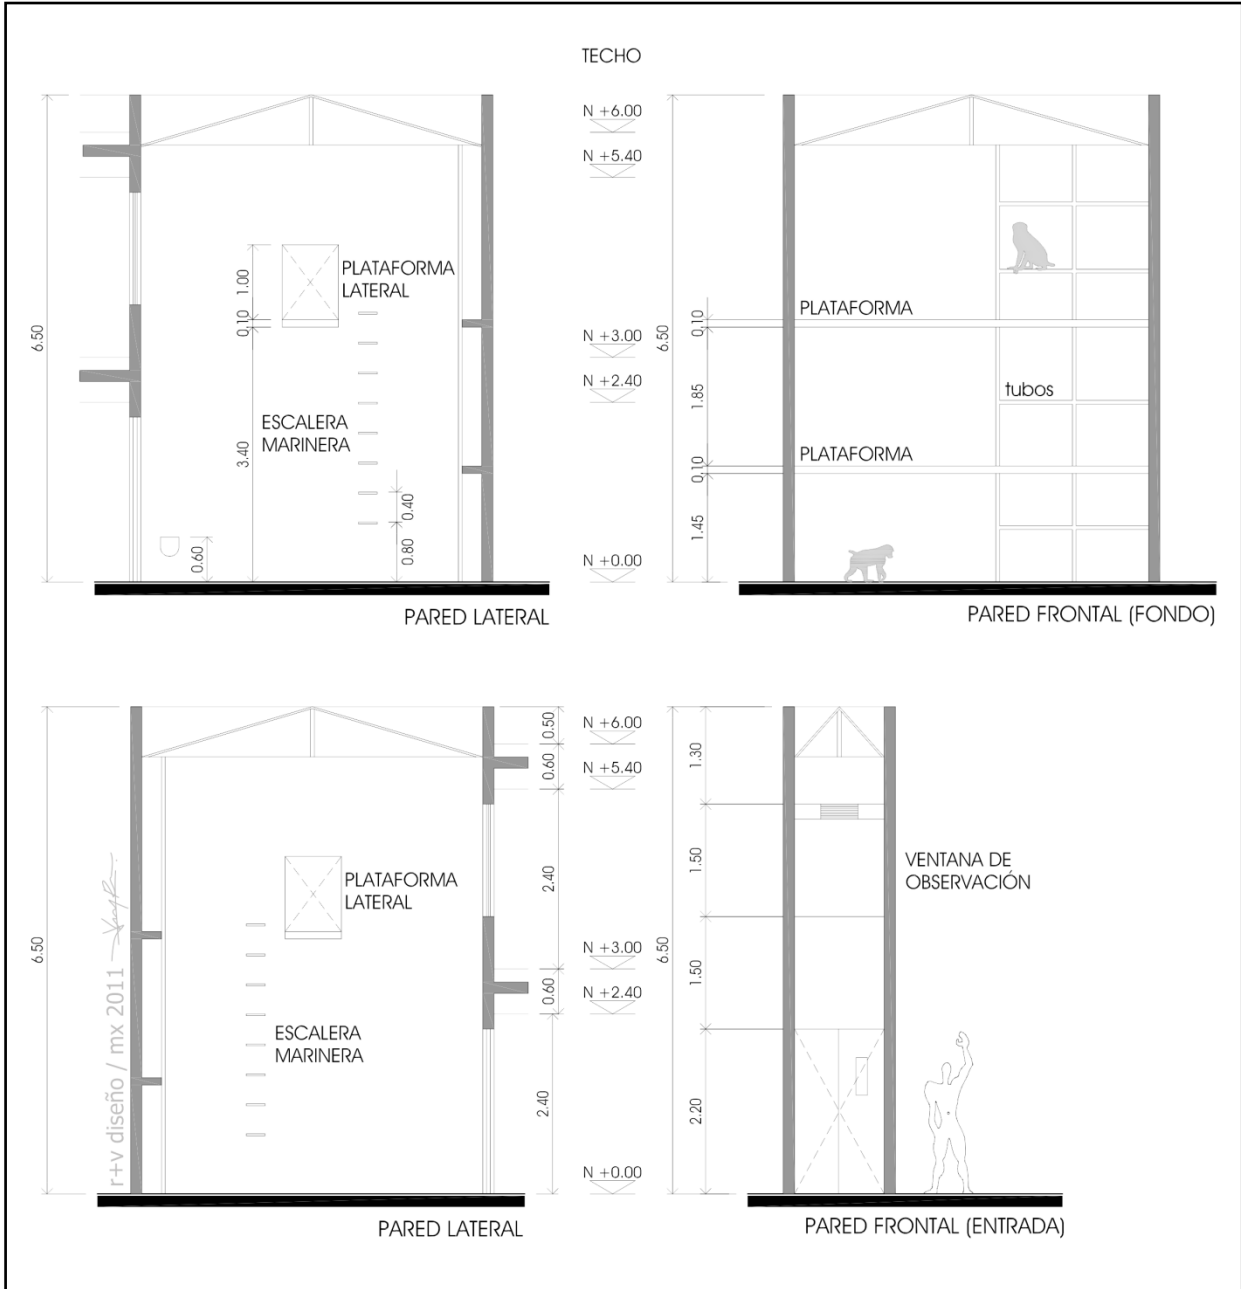 TECHO
6.50
1.00
0.10
3.40
PLATAFORMA
LATERAL
ESCALERA
MARINERA
0.60
0.40
0.80
PARED LATERAL
N +6.00
N +5.40
N +3.00
N +2.40
N +0.00
6.50
0.10
1.85
0.10
1.45
PLATAFORMA
tubos
PLATAFORMA
PARED FRONTAL (FONDO)
6.50
r+v diseño / mx 2011
PLATAFORMA
LATERAL
ESCALERA
MARINERA
0.50
0.60
2.40
0.60
2.40
PARED LATERAL
N +6.00
N +5.40
N +3.00
N +2.40
N +0.00
6.50
1.30
1.50
1.50
2.20
VENTANA DE
OBSERVACIÓN
PARED FRONTAL (ENTRADA)